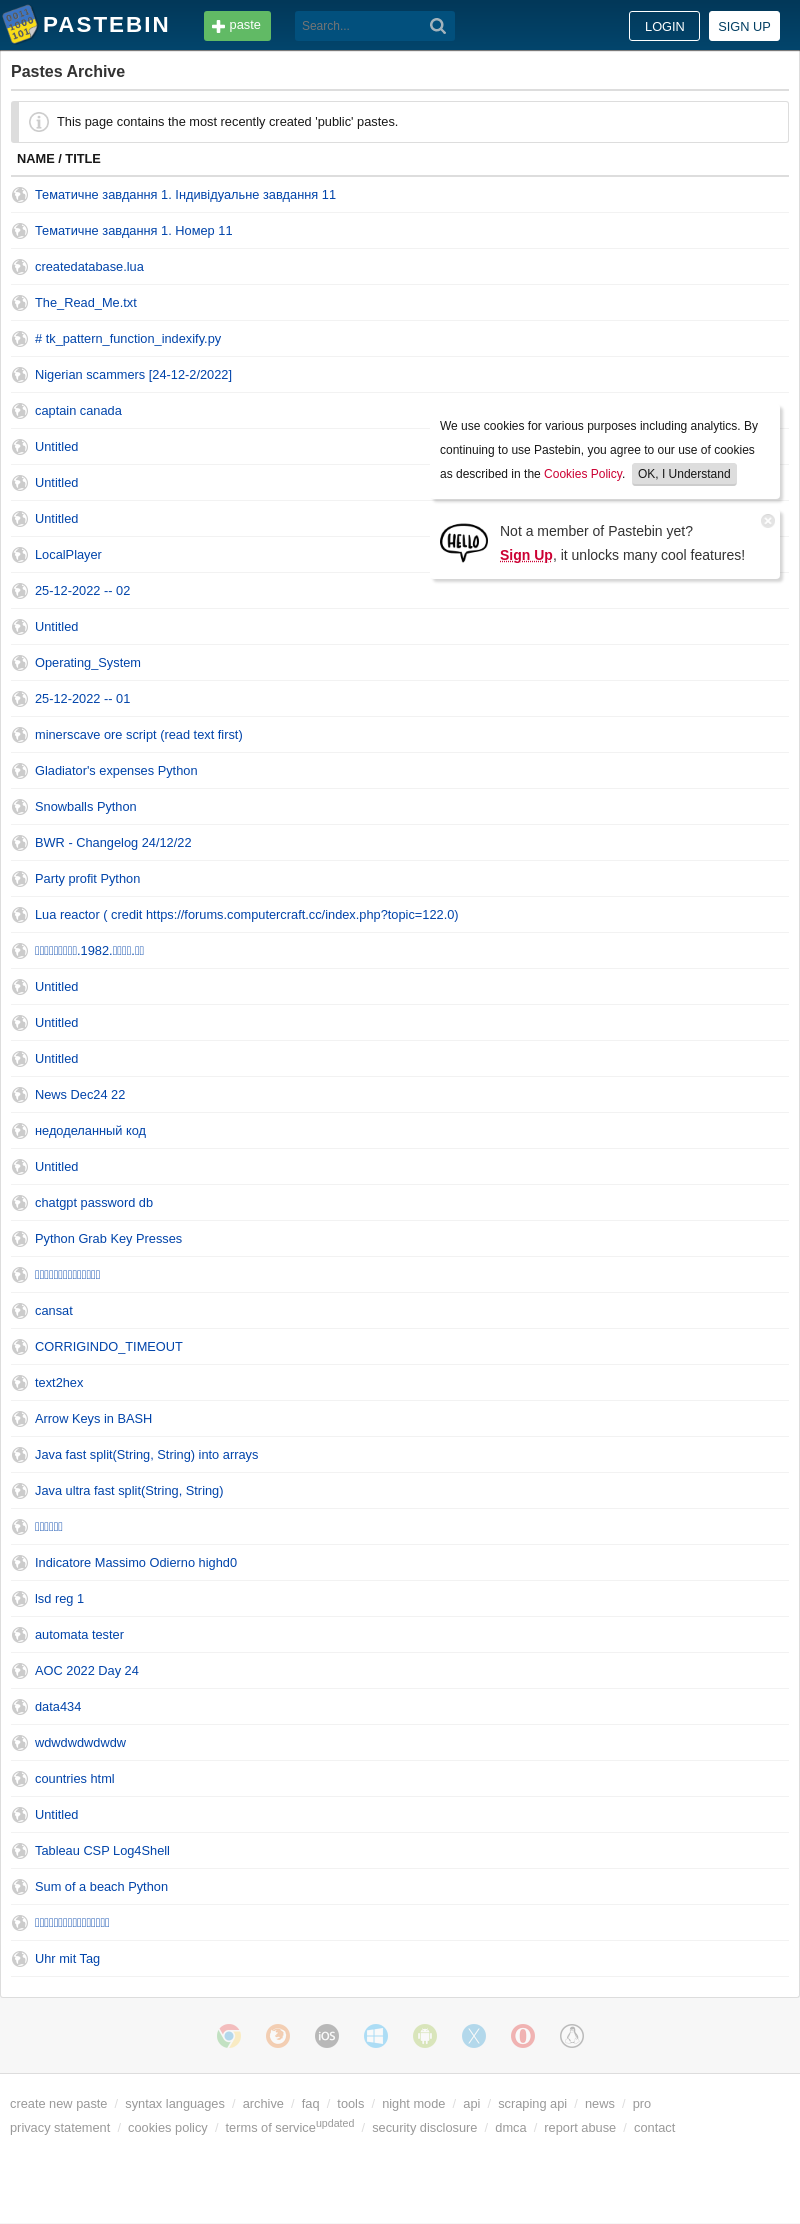 PASTEBIN
paste
Search...
LOGIN
SIGN UP
Pastes Archive
This page contains the most recently created 'public' pastes.
NAME / TITLE
Тематичне завдання 1. Індивідуальне завдання 11
Тематичне завдання 1. Номер 11
createdatabase.lua
The_Read_Me.txt
# tk_pattern_function_indexify.py
Nigerian scammers [24-12-2/2022]
captain canada
Untitled
Untitled
Untitled
LocalPlayer
25-12-2022 -- 02
We use cookies for various purposes including analytics. By
continuing to use Pastebin, you agree to our use of cookies
as described in the Cookies Policy. OK, I Understand
HELLO
Not a member of Pastebin yet?
Sign Up, it unlocks many cool features!
Untitled
Operating_System
25-12-2022 -- 01
minerscave ore script (read text first)
Gladiator's expenses Python
Snowballs Python
BWR - Changelog 24/12/22
Party profit Python
Lua reactor ( credit https://forums.computercraft.cc/index.php?topic=122.0)
.1982.
Untitled
Untitled
Untitled
News Dec24 22
недоделанный код
Untitled
chatgpt password db
Python Grab Key Presses
cansat
CORRIGINDO_TIMEOUT
text2hex
Arrow Keys in BASH
Java fast split(String, String) into arrays
Java ultra fast split(String, String)
Indicatore Massimo Odierno highd0
lsd reg 1
automata tester
AOC 2022 Day 24
data434
wdwdwdwdwdw
countries html
Untitled
Tableau CSP Log4Shell
Sum of a beach Python
Uhr mit Tag
iOS
create new paste / syntax languages / archive / faq / tools / night mode / api / scraping api / news / pro
privacy statement / cookies policy / terms of service updated / security disclosure / dmca / report abuse / contact